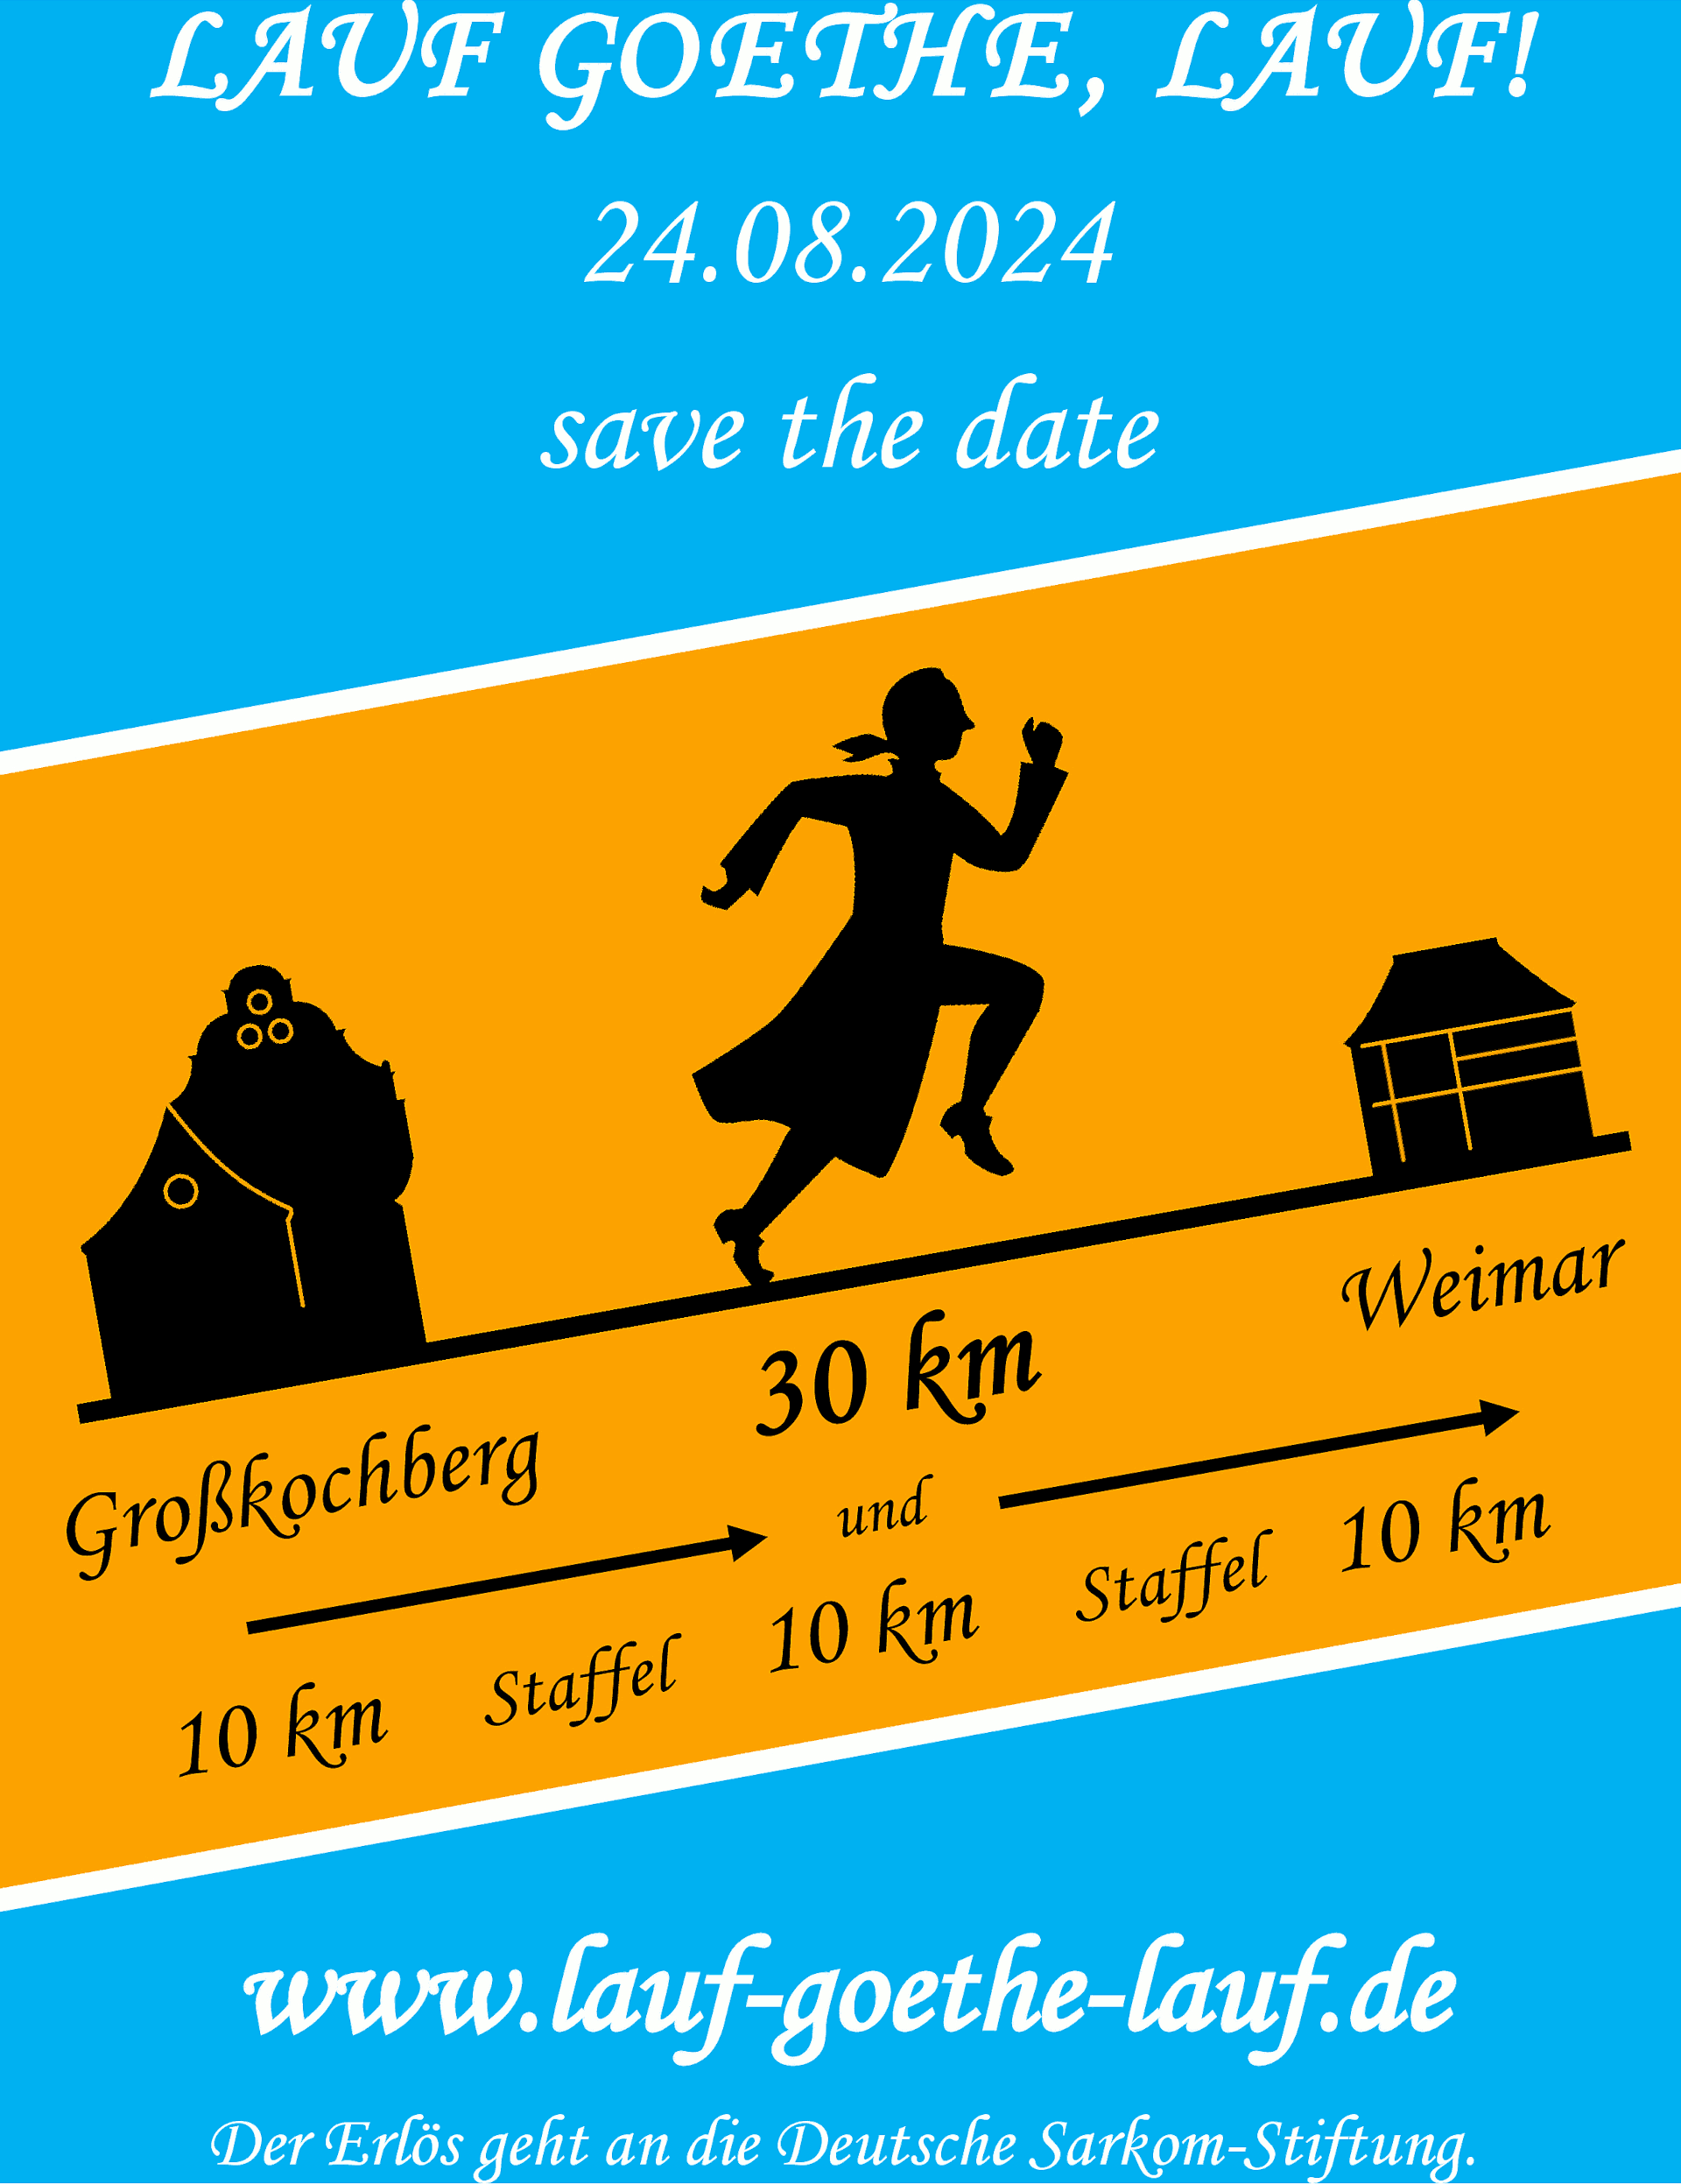 LAUF GOETHE, LAUF!
24.08.2024
save the date
Weimar
30 km
Großkochberg
und
10 km Staffel 10 km Staffel 10 km
www.lauf-goethe-lauf.de
Der Erlös geht an die Deutsche Sarkom-Stiftung.